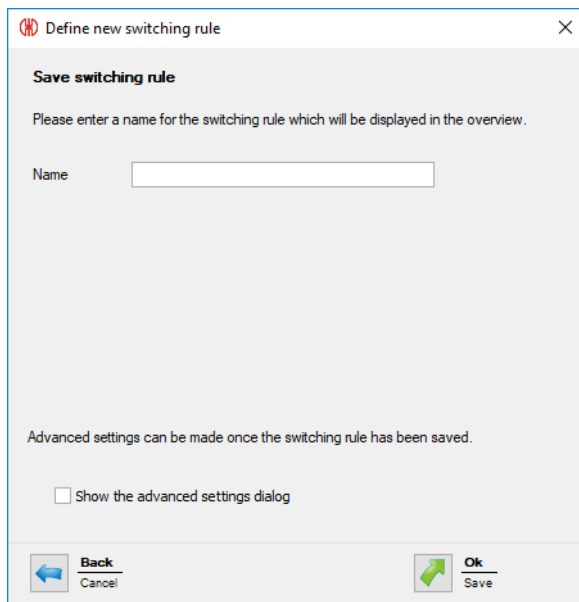 Define new switching rule
Save switching rule
Please enter a name for the switching rule which will be displayed in the overview.
Name
Advanced settings can be made once the switching rule has been saved.
Show the advanced settings dialog
Back
Cancel
Ok
Save